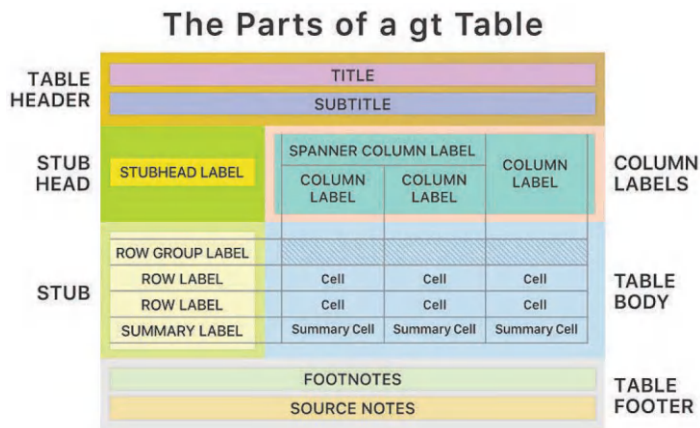 The Parts of a gt Table
TABLE
HEADER
TITLE
SUBTITLE
STUB
HEAD
STUBHEAD LABEL
SPANNER COLUMN LABEL
COLUMN
LABEL
COLUMN
LABEL
COLUMN
LABEL
COLUMN
LABELS
STUB
ROW GROUP LABEL
ROW LABEL Cell Cell Cell
ROW LABEL Cell Cell Cell
SUMMARY LABEL Summary Cell Summary Cell Summary Cell
TABLE
BODY
FOOTNOTES
SOURCE NOTES
TABLE
FOOTER